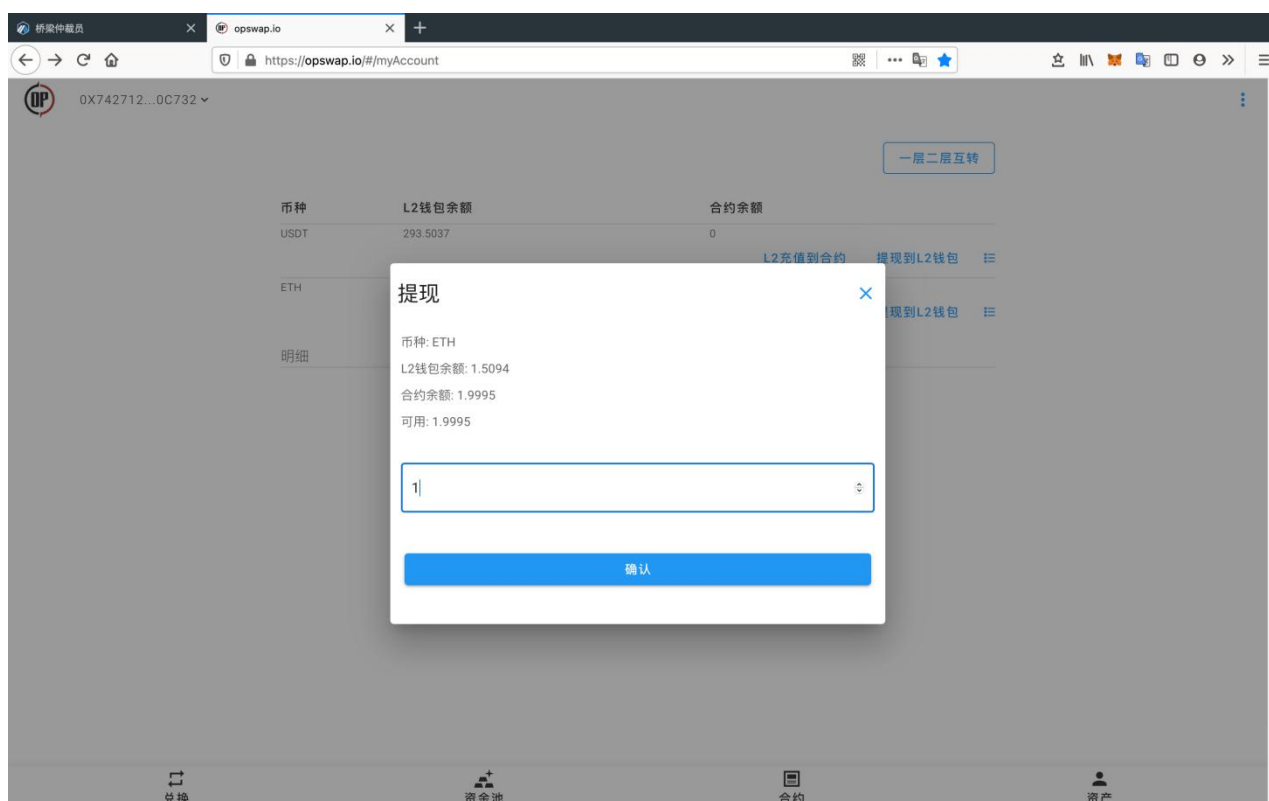 桥梁仲裁员
opswap.io
https://opswap.io/#/myAccount
OP
0X742712...0C732
一层二层互转
币种 L2钱包余额 合约余额
USDT 293.5037 0
L2充值到合约 提现到L2钱包
ETH
提现到L2钱包
明细
提现
币种: ETH
L2钱包余额: 1.5094
合约余额: 1.9995
可用: 1.9995
1
确认
兑换 资金池 合约 资产